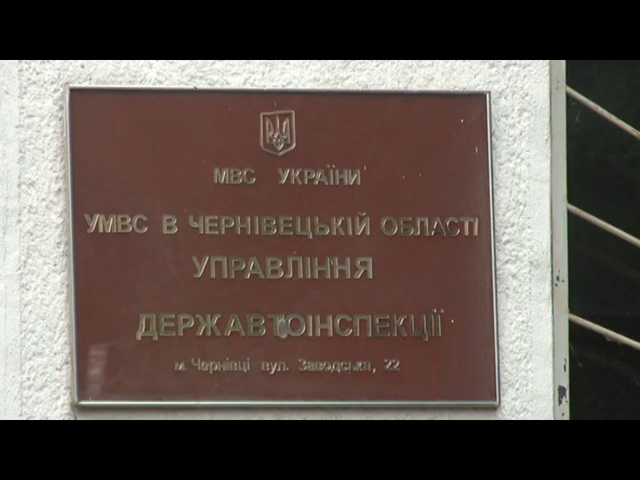 МВС УКРАЇНИ
УМВС В ЧЕРНІВЕЦЬКІЙ ОБЛАСТІ
УПРАВЛІННЯ
ДЕРЖАВТОІНСПЕКЦІЇ
м. Чернівці вул. Заводська, 22